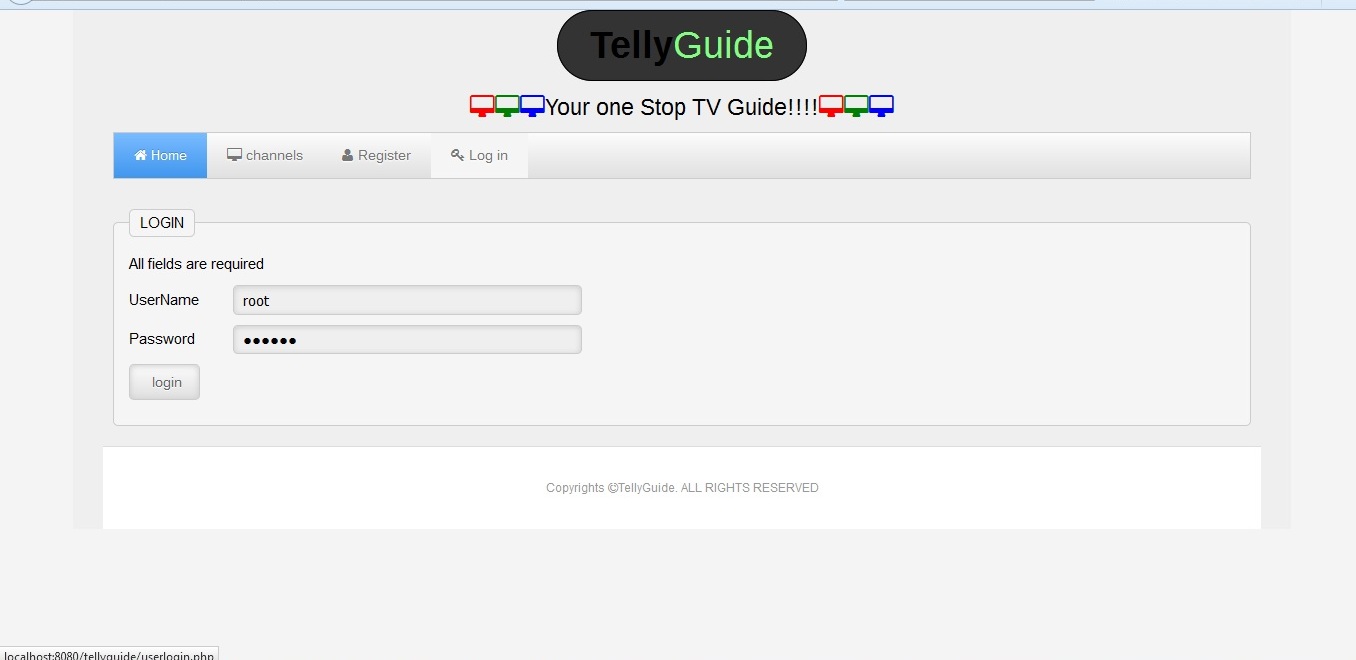 TellyGuide
Your one Stop TV Guide!!!!
Home channels Register Log in
LOGIN
All fields are required
UserName root
Password ●●●●●●
login
Copyrights ©TellyGuide. ALL RIGHTS RESERVED
localhost:8080/tellyguide/userlogin.php